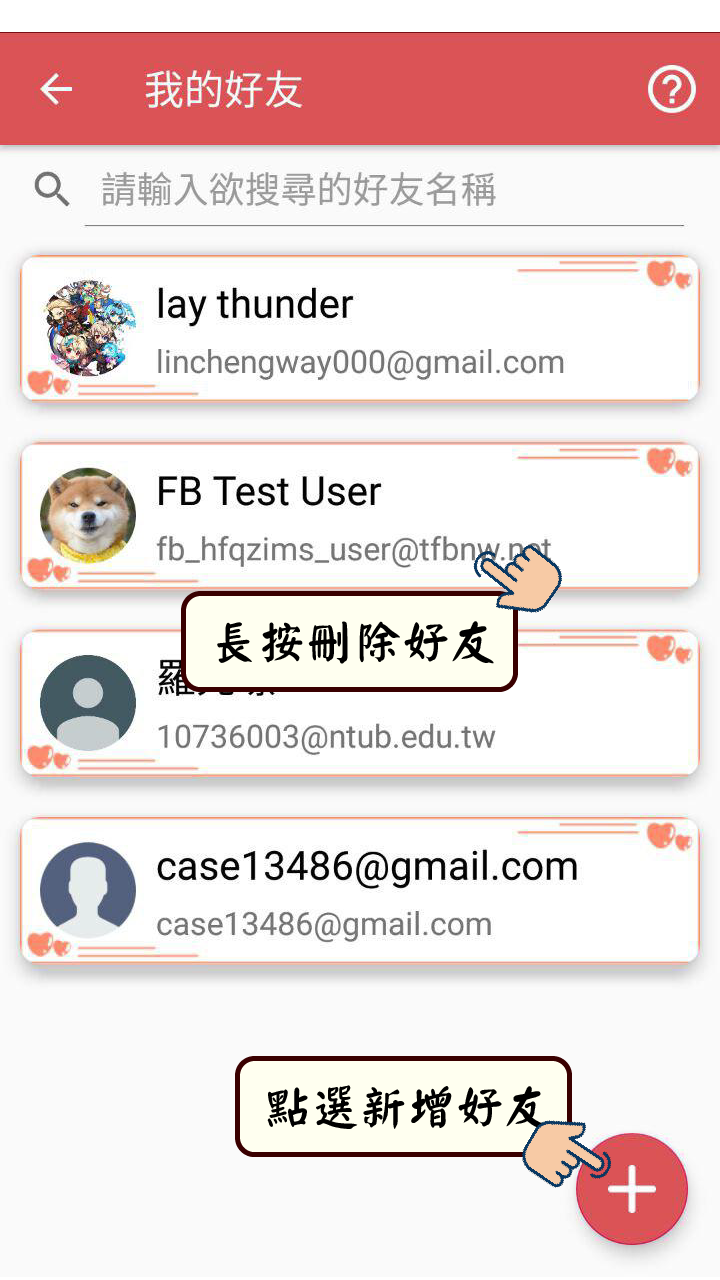 我的好友
請輸入欲搜尋的好友名稱
lay thunder
linchengway000@gmail.com
FB Test User
fb_hfqzims_user@tfbnw.net
長按刪除好友
羅
10736003@ntub.edu.tw
case13486@gmail.com
case13486@gmail.com
點選新增好友